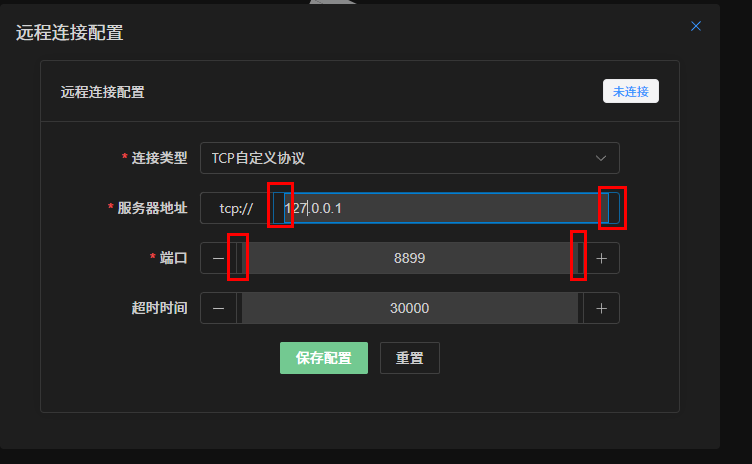 远程连接配置
远程连接配置 未连接
* 连接类型 TCP自定义协议
* 服务器地址 tcp:// 127.0.0.1
* 端口 — 8899 +
超时时间 — 30000 +
保存配置 重置